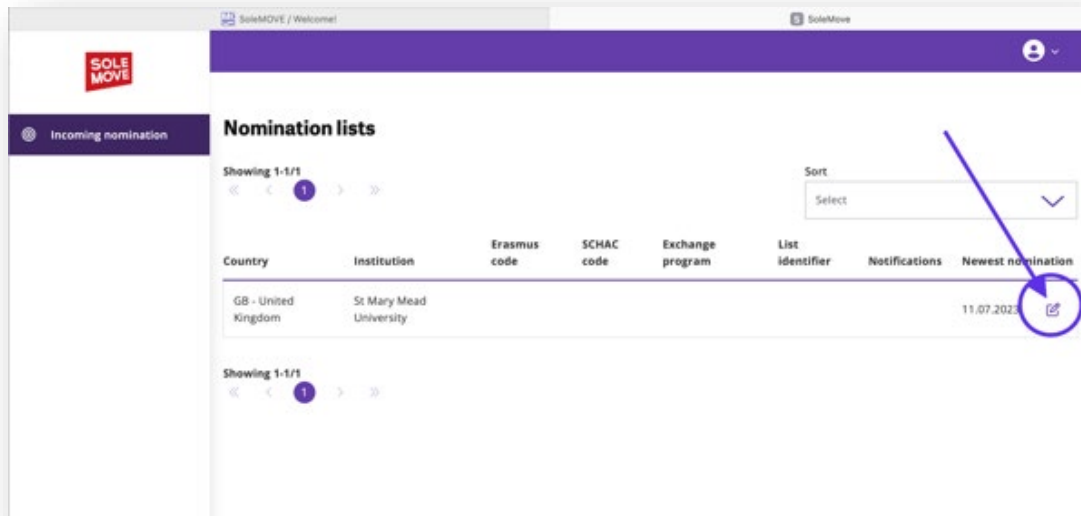 SoleMOVE / Welcome!
S SoleMove
SOLE
MOVE
Incoming nomination
Nomination lists
Showing 1-1/1
« < 1 > »
Sort
Select
Country Institution Erasmus code SCHAC code Exchange program List identifier Notifications Newest nomination
GB - United Kingdom St Mary Mead University 11.07.2023
Showing 1-1/1
« < 1 > »